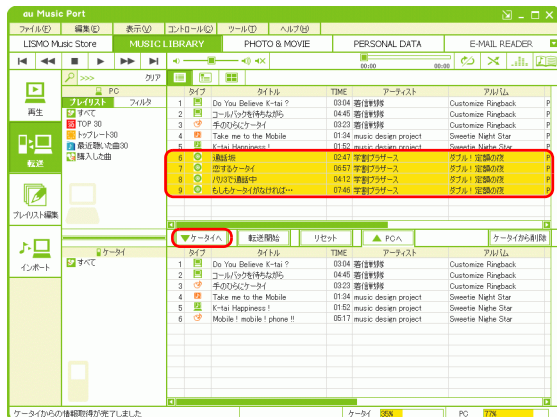 au Music Port
ファイル(F) 編集(E) 表示(V) コントロール(C) ツール(T) ヘルプ(H)
LISMO Music Store MUSIC LIBRARY PHOTO & MOVIE PERSONAL DATA E-MAIL READER
00:00 00:00
>>> クリア
PC
プレイリスト フィルタ
すべて
TOP 30
トップレート30
最近聴いた曲30
購入した曲
再生
転送
プレイリスト編集
インポート
タイプ タイトル TIME アーティスト アルバム
1 Do You Believe K-tai ? 03:04 着信戦隊 Customize Ringback P
2 コールバックを待ちながら 04:45 着信戦隊 Customize Ringback P
3 手のひらにケータイ 03:23 着信戦隊 Customize Ringback P
4 Take me to the Mobile 01:34 music design project Sweetie Night Star P
5 K-tai Happiness ! 01:52 music design project Sweetie Nighe Star P
6 通話坂 02:47 学割ブラザース ダブル！定額の夜 P
7 恋するケータイ 06:57 学割ブラザース ダブル！定額の夜 P
8 バリ3で通話中 04:12 学割ブラザース ダブル！定額の夜 P
9 もしもケータイがなければ… 07:46 学割ブラザース ダブル！定額の夜 P
▼ケータイへ 転送開始 リセット ▲ PCへ ケータイから削除
ケータイ
すべて
タイプ タイトル TIME アーティスト アルバム
1 Do You Believe K-tai ? 03:04 着信戦隊 Customize Ringback
2 コールバックを待ちながら 04:45 着信戦隊 Customize Ringback
3 手のひらにケータイ 03:23 着信戦隊 Customize Ringback
4 Take me to the Mobile 01:34 music design project Sweetie Night Star
5 K-tai Happiness ! 01:52 music design project Sweetie Nighe Star
6 Mobile ! mobile ! phone !! 05:17 music design project Sweetie Nighe Star
ケータイからの情報取得が完了しました ケータイ 35% PC 77%